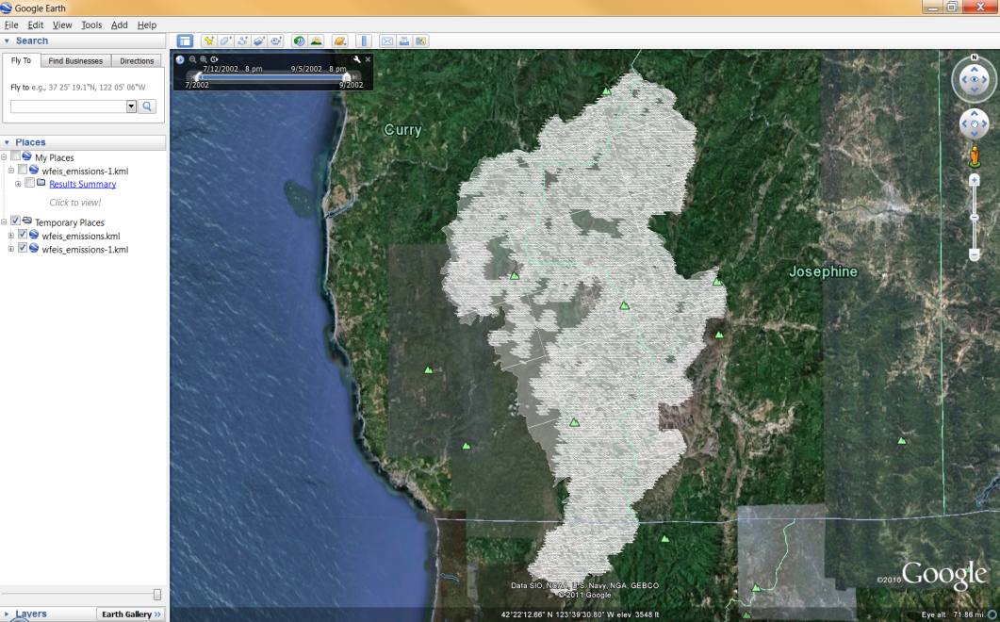 Google Earth
File Edit View Tools Add Help
Search
Fly To Find Businesses Directions
Fly to e.g., 37 25' 19.1"N, 122 05' 06"W
Places
My Places
wfeis_emissions-1.kml
Results Summary
Click to view!
Temporary Places
wfeis_emissions.kml
wfeis_emissions-1.kml
Layers
Earth Gallery >>
7/12/2002 8 pm 9/5/2002 8 pm
7/2002 9/2002
N
Curry
Josephine
Data SIO, NOAA, U.S. Navy, NGA, GEBCO
© 2011 Google
©2010 Google
42°22'12.66" N 123°39'30.80" W elev 3548 ft
Eye alt 71.86 mi